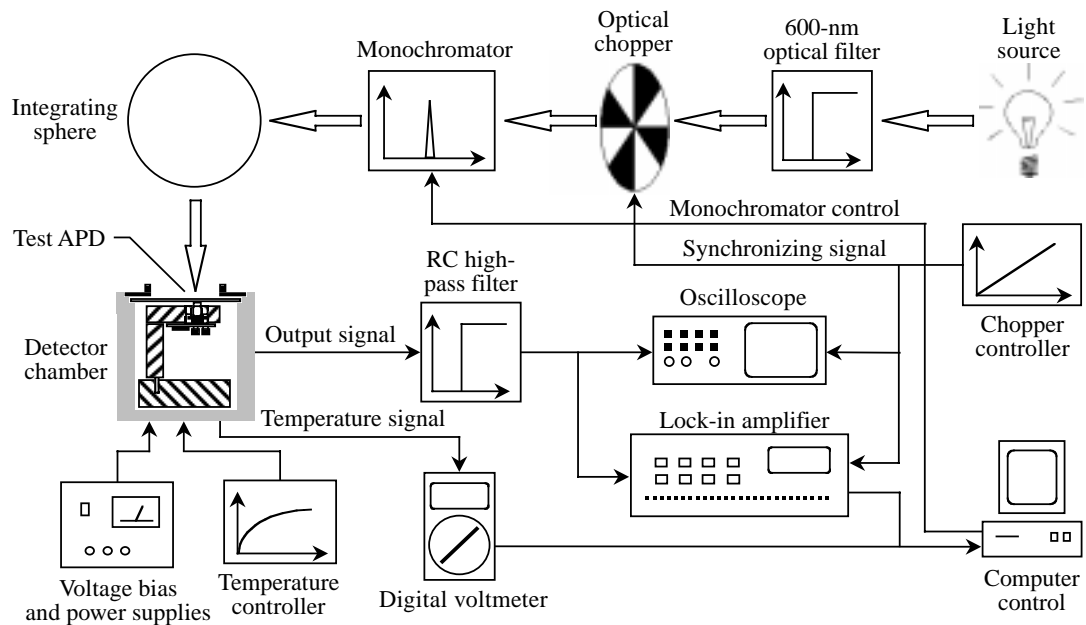 Optical
chopper
600-nm
optical filter
Light
source
Monochromator
Integrating
sphere
Monochromator control
Test APD
Synchronizing signal
RC high-
pass filter
Oscilloscope
Output signal
Chopper
controller
Detector
chamber
Temperature signal
Lock-in amplifier
Voltage bias
and power supplies
Temperature
controller
Digital voltmeter
Computer
control